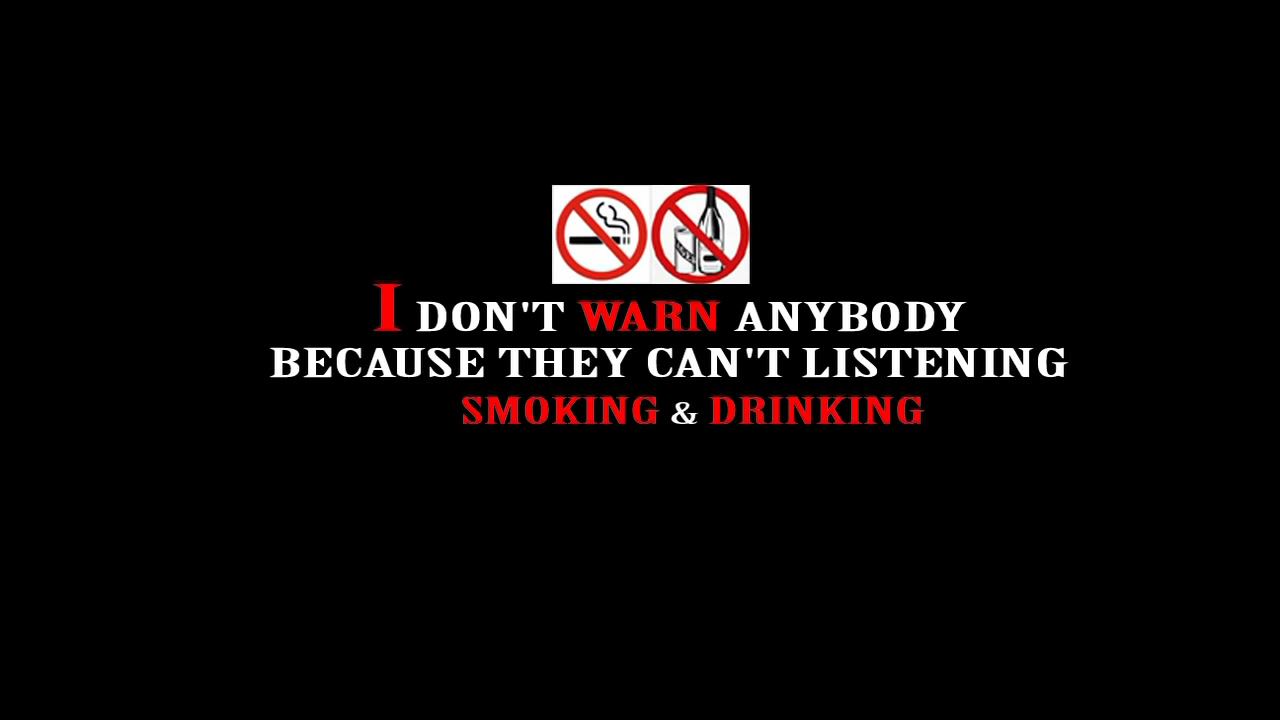 I DON'T WARN ANYBODY
BECAUSE THEY CAN'T LISTENING
SMOKING & DRINKING